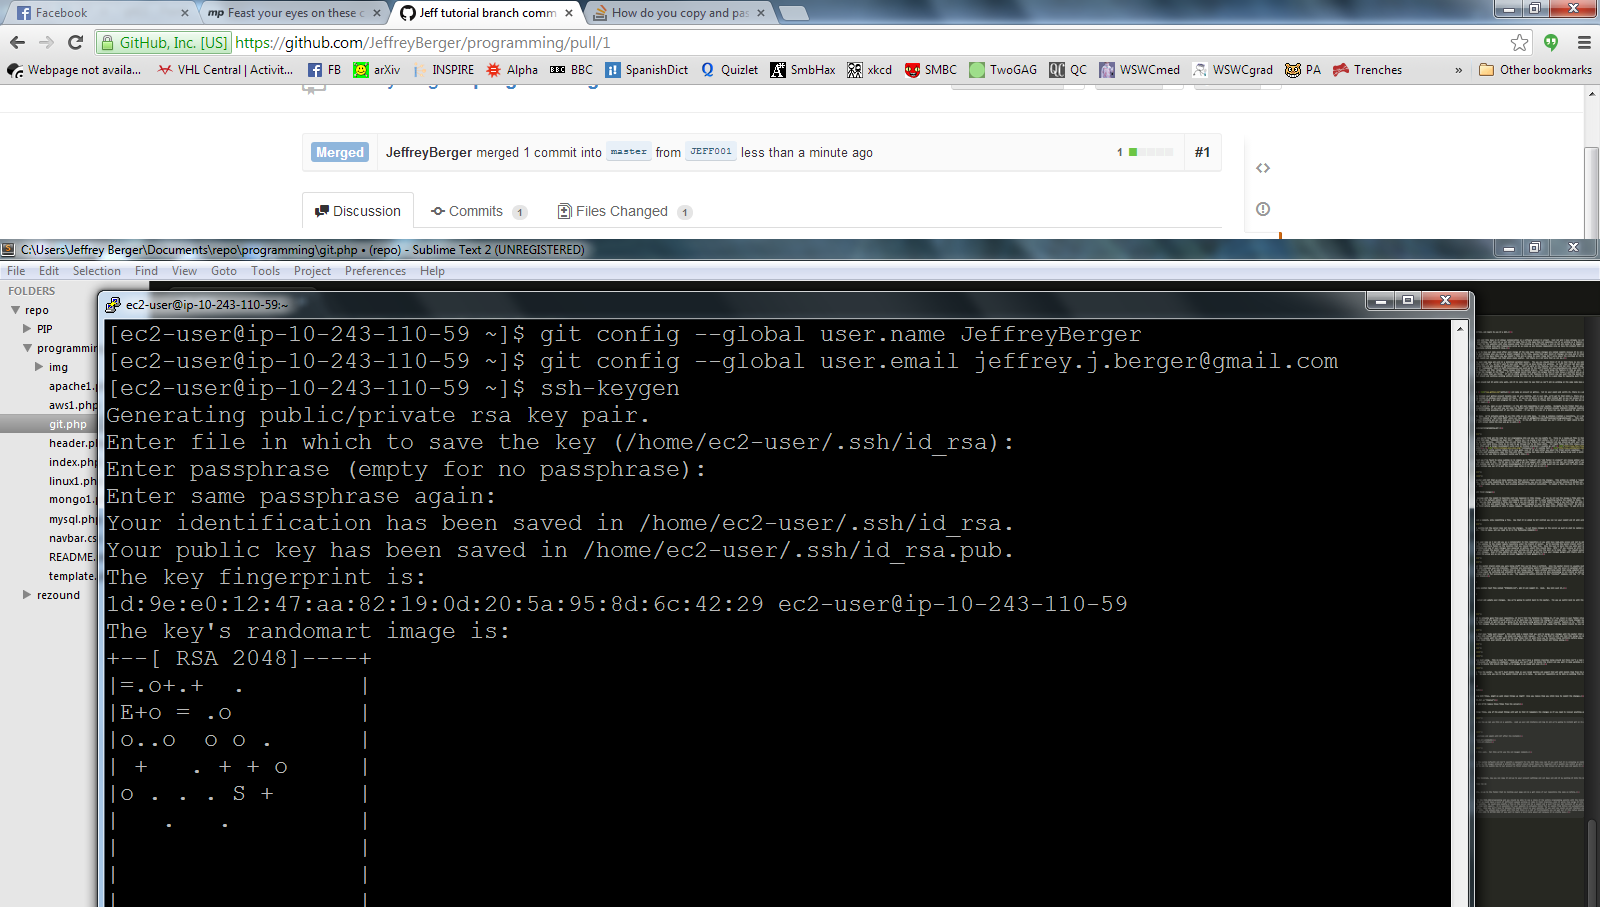 Facebook
mp Feast your eyes on these c
Jeff tutorial branch comm
How do you copy and pas
GitHub, Inc. [US] https://github.com/JeffreyBerger/programming/pull/1
Webpage not availa... VHL Central | Activit... FB arXiv INSPIRE Alpha BBC SpanishDict Quizlet SmbHax xkcd SMBC TwoGAG QC WSWCmed WSWCgrad PA Trenches » Other bookmarks
Merged JeffreyBerger merged 1 commit into master from JEFF001 less than a minute ago 1 #1
Discussion Commits 1 Files Changed 1
C:\Users\Jeffrey Berger\Documents\repo\programming\git.php • (repo) - Sublime Text 2 (UNREGISTERED)
File Edit Selection Find View Goto Tools Project Preferences Help
FOLDERS
repo
PIP
programmin
img
apache1.
aws1.php
git.php
header.p
index.php
linux1.ph
mongo1.
mysql.php
navbar.cs
README.
template.
rezound
ec2-user@ip-10-243-110-59:~
[ec2-user@ip-10-243-110-59 ~]$ git config --global user.name JeffreyBerger
[ec2-user@ip-10-243-110-59 ~]$ git config --global user.email jeffrey.j.berger@gmail.com
[ec2-user@ip-10-243-110-59 ~]$ ssh-keygen
Generating public/private rsa key pair.
Enter file in which to save the key (/home/ec2-user/.ssh/id_rsa):
Enter passphrase (empty for no passphrase):
Enter same passphrase again:
Your identification has been saved in /home/ec2-user/.ssh/id_rsa.
Your public key has been saved in /home/ec2-user/.ssh/id_rsa.pub.
The key fingerprint is:
1d:9e:e0:12:47:aa:82:19:0d:20:5a:95:8d:6c:42:29 ec2-user@ip-10-243-110-59
The key's randomart image is:
+--[ RSA 2048]----+
|=.o+.+  .        |
|E+o = .o         |
|o..o  o o .      |
| +   . + + o     |
|o . . . S +      |
|   .   .         |
|                 |
|                 |
|                 |